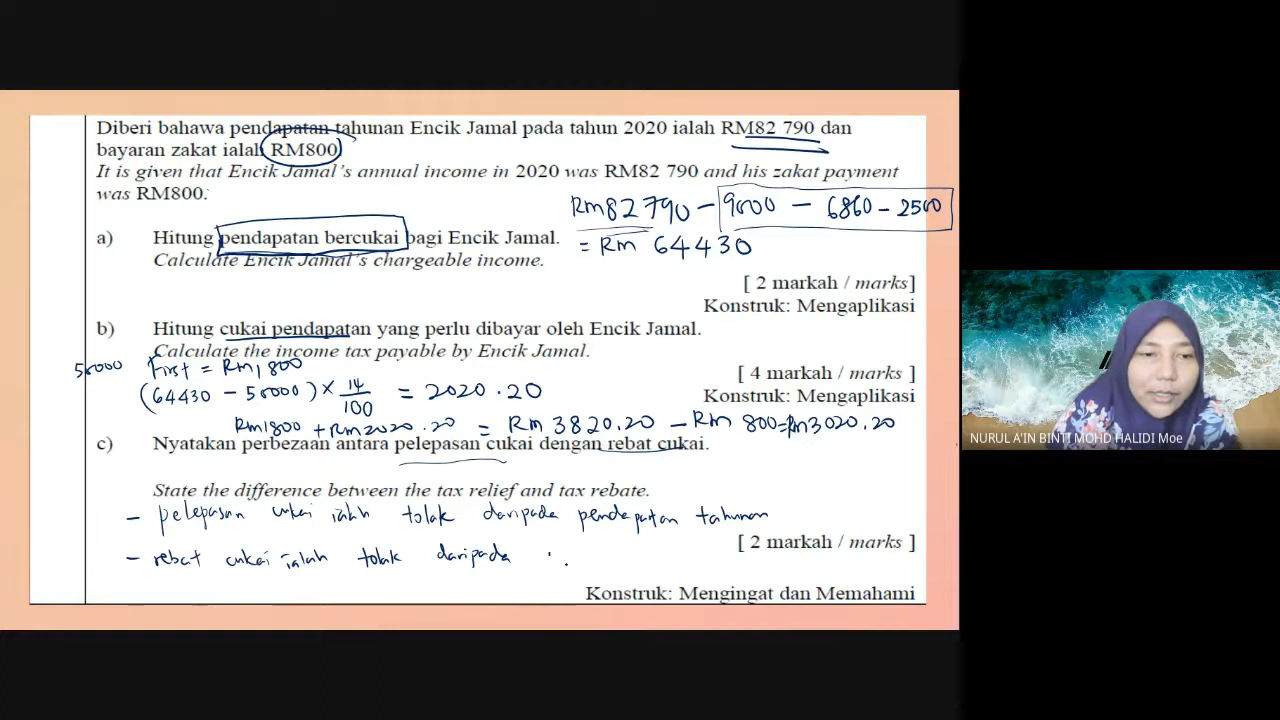 Diberi bahawa pendapatan tahunan Encik Jamal pada tahun 2020 ialah RM82 790 dan
bayaran zakat ialah RM800
It is given that Encik Jamal's annual income in 2020 was RM82 790 and his zakat payment
was RM800.
RM82 790 - 9000 - 6860 - 2500
= RM 64430
a) Hitung pendapatan bercukai bagi Encik Jamal.
Calculate Encik Jamal's chargeable income.
[ 2 markah / marks]
Konstruk: Mengaplikasi
b) Hitung cukai pendapatan yang perlu dibayar oleh Encik Jamal.
Calculate the income tax payable by Encik Jamal.
50000 First = RM1800
[ 4 markah / marks ]
(64430 - 50000) × 14/100 = 2020.20
Konstruk: Mengaplikasi
RM1800 + RM2020.20 = RM 3820.20 - RM 800 = RM3020.20
c) Nyatakan perbezaan antara pelepasan cukai dengan rebat cukai.
NURUL A'IN BINTI MOHD HALIDI Moe
State the difference between the tax relief and tax rebate.
- pelepasan cukai ialah tolak daripada pendapatan tahunan
[ 2 markah / marks ]
- rebat cukai ialah tolak daripada
Konstruk: Mengingat dan Memahami